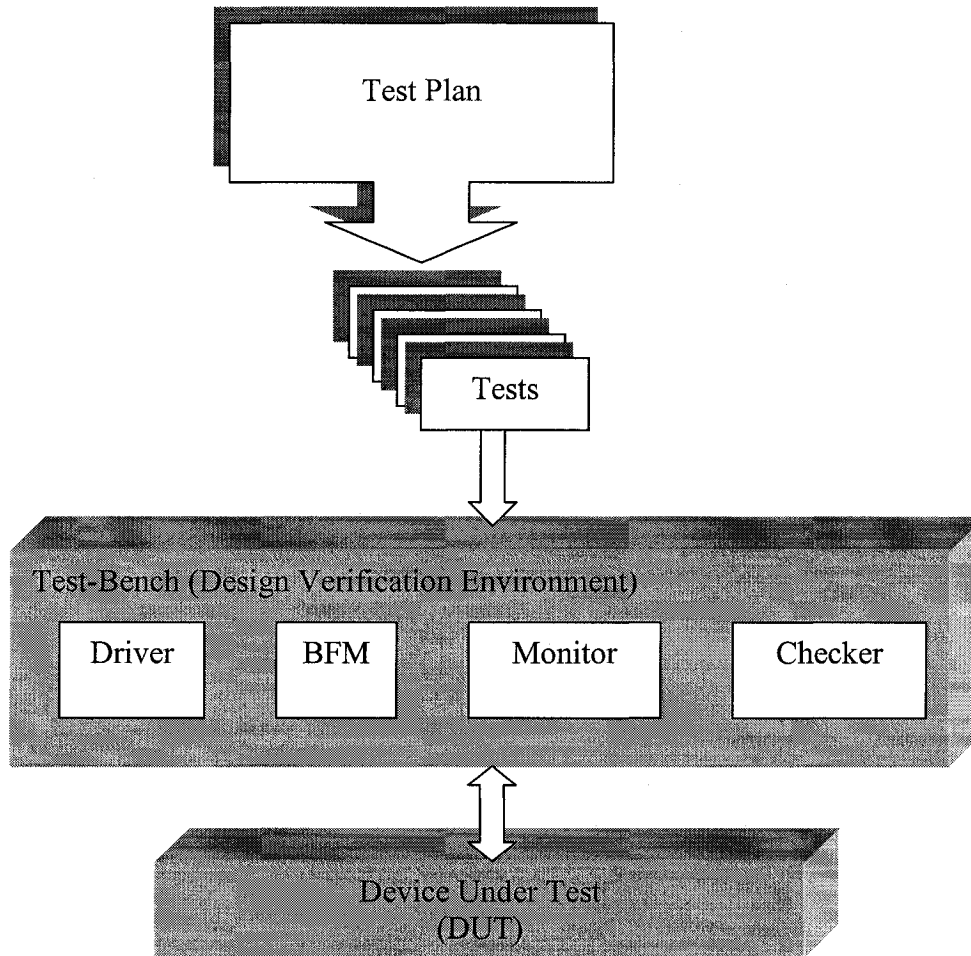 Test Plan
Tests
Test-Bench (Design Verification Environment)
Driver
BFM
Monitor
Checker
Device Under Test
(DUT)